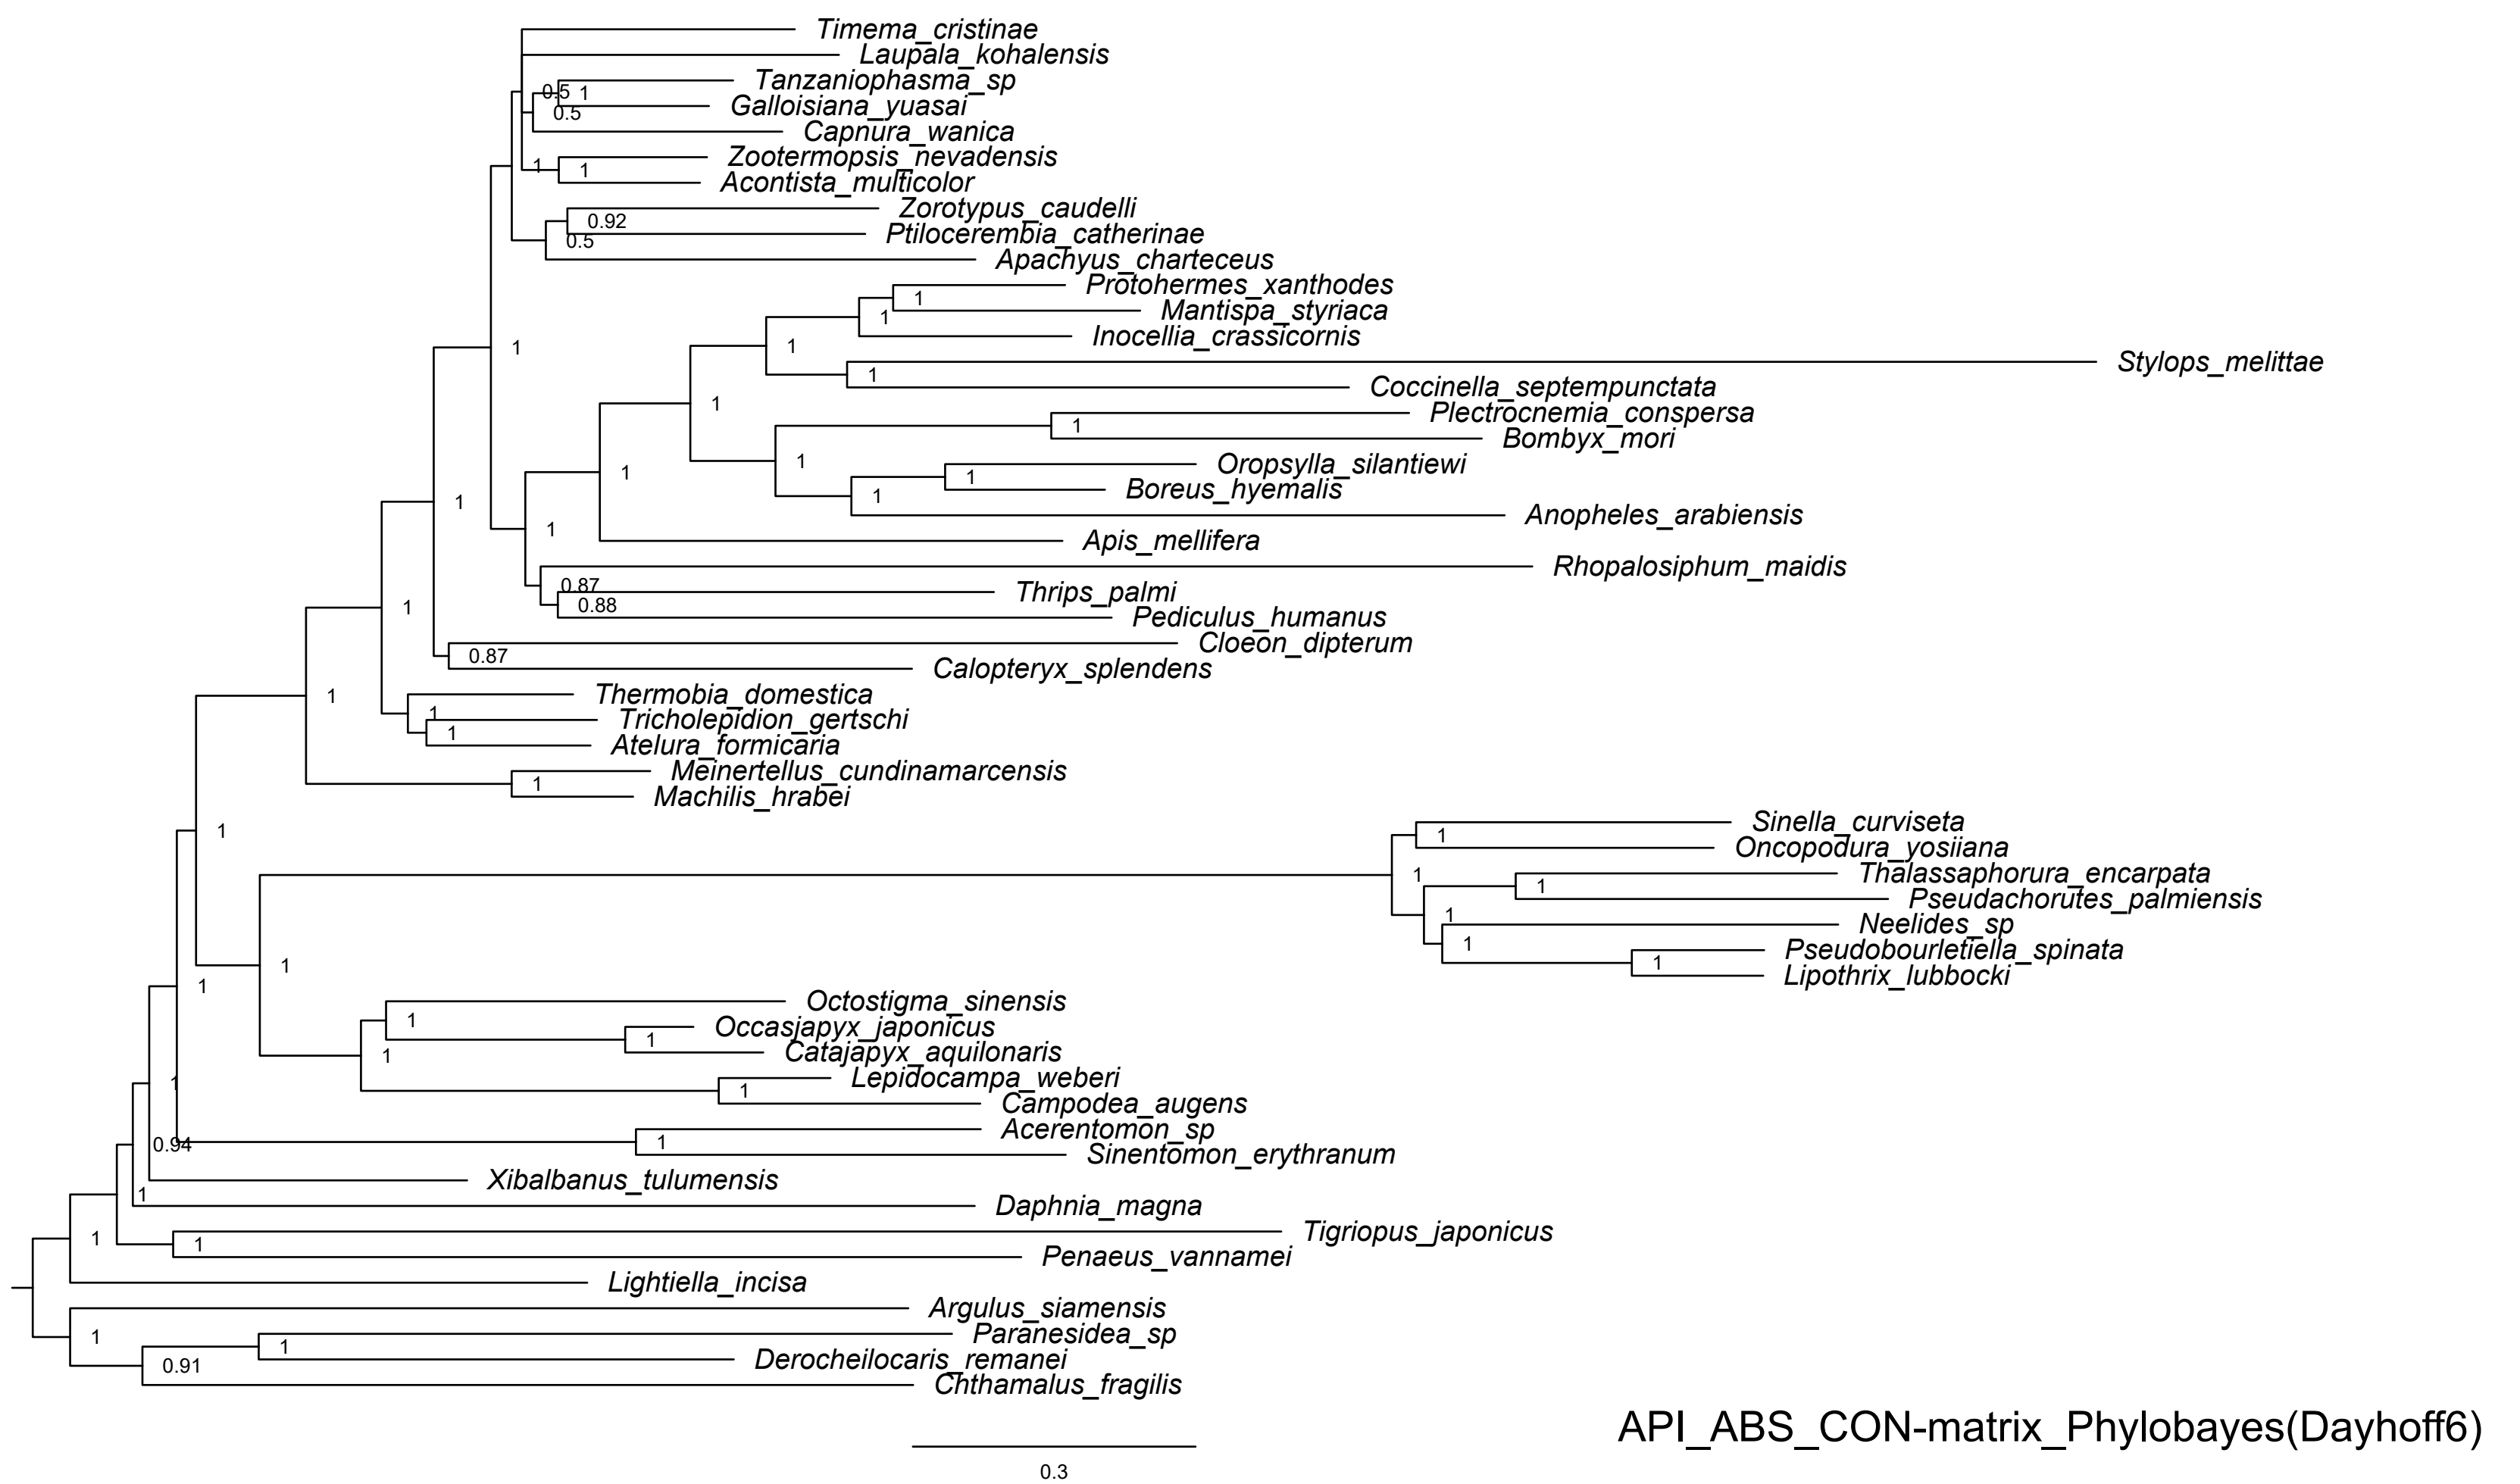 Timema_cristinae
Laupala_kohalensis
Tanzaniophasma_sp
0.5 1
Galloisiana_yuasai
0.5
Capnura_wanica
Zootermopsis_nevadensis
1 1
Acontista_multicolor
Zorotypus_caudelli
0.92
Ptilocerembia_catherinae
0.5
Apachyus_charteceus
Protohermes_xanthodes
1
Mantispa_styriaca
1
Inocellia_crassicornis
1 1
Stylops_melittae
1
Coccinella_septempunctata
1
Plectrocnemia_conspersa
1
Bombyx_mori
1
Oropsylla_silantiewi
1 1
Boreus_hyemalis
1 1
Anopheles_arabiensis
1
Apis_mellifera
Rhopalosiphum_maidis
0.87
Thrips_palmi
0.88
Pediculus_humanus
1
Cloeon_dipterum
0.87
Calopteryx_splendens
1
Thermobia_domestica
1
Tricholepidion_gertschi
1
Atelura_formicaria
Meinertellus_cundinamarcensis
1
Machilis_hrabei
Sinella_curviseta
1 1
Oncopodura_yosiiana
1
Thalassaphorura_encarpata
1
Pseudachorutes_palmiensis
1
Neelides_sp
1
Pseudobourletiella_spinata
1 1
Lipothrix_lubbocki
1
Octostigma_sinensis
1
Occasjapyx_japonicus
1
Catajapyx_aquilonaris
1
Lepidocampa_weberi
1 1
Campodea_augens
Acerentomon_sp
0.94 1
Sinentomon_erythranum
Xibalbanus_tulumensis
1
Daphnia_magna
Tigriopus_japonicus
1 1
Penaeus_vannamei
Lightiella_incisa
Argulus_siamensis
1
Paranesidea_sp
1
Derocheilocaris_remanei
0.91
Chthamalus_fragilis
API_ABS_CON-matrix_Phylobayes(Dayhoff6)
0.3